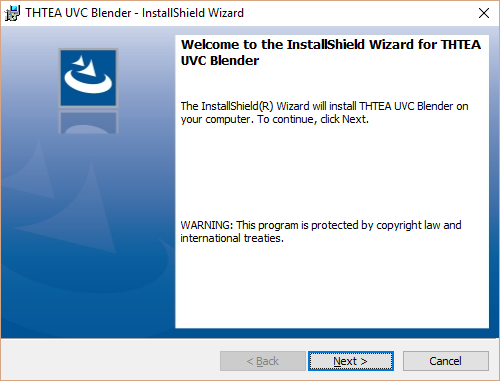 THTEA UVC Blender - InstallShield Wizard
Welcome to the InstallShield Wizard for THTEA
UVC Blender
The InstallShield(R) Wizard will install THTEA UVC Blender on
your computer. To continue, click Next.
WARNING: This program is protected by copyright law and
international treaties.
< Back
Next >
Cancel